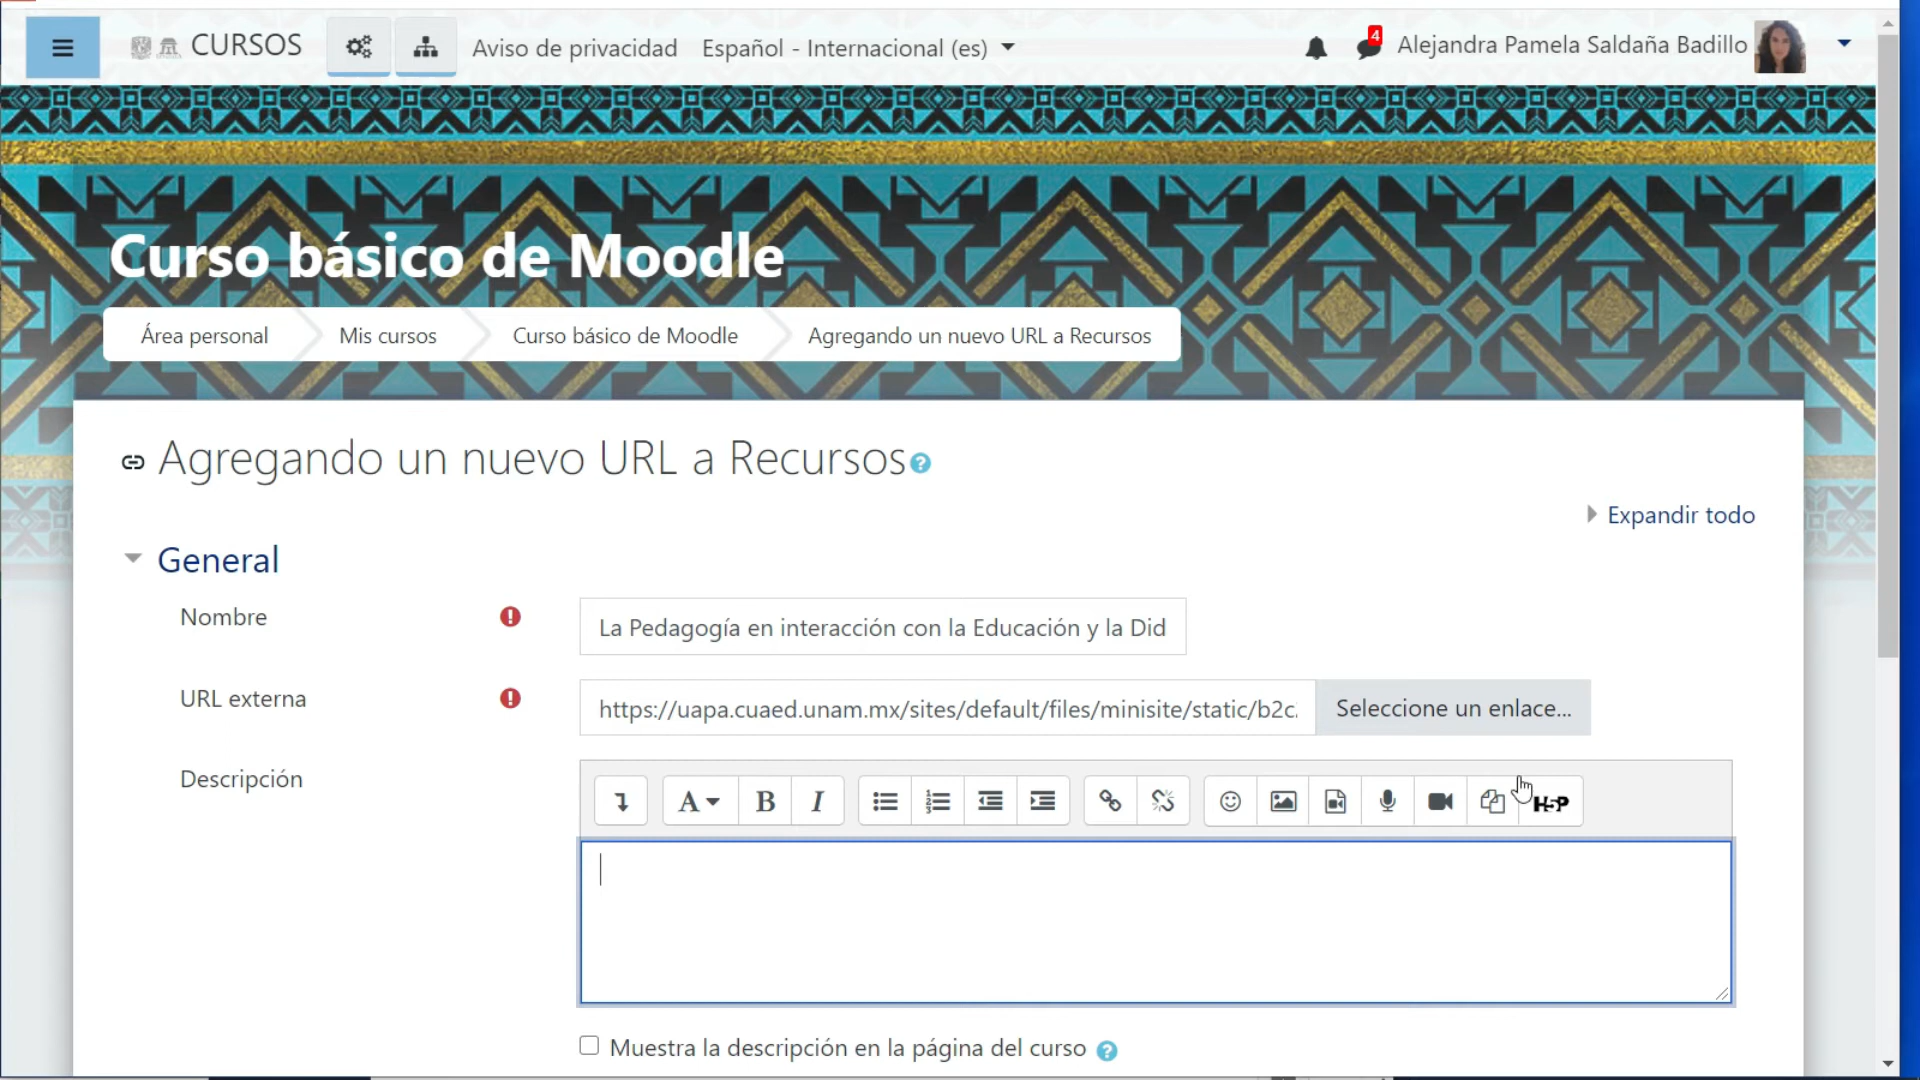 CURSOS
Aviso de privacidad
Español - Internacional (es)
4
Alejandra Pamela Saldaña Badillo
Curso básico de Moodle
Área personal
Mis cursos
Curso básico de Moodle
Agregando un nuevo URL a Recursos
Agregando un nuevo URL a Recursos
Expandir todo
General
Nombre
La Pedagogía en interacción con la Educación y la Did
URL externa
https://uapa.cuaed.unam.mx/sites/default/files/minisite/static/b2c
Seleccione un enlace...
Descripción
A B I
H5P
Muestra la descripción en la página del curso